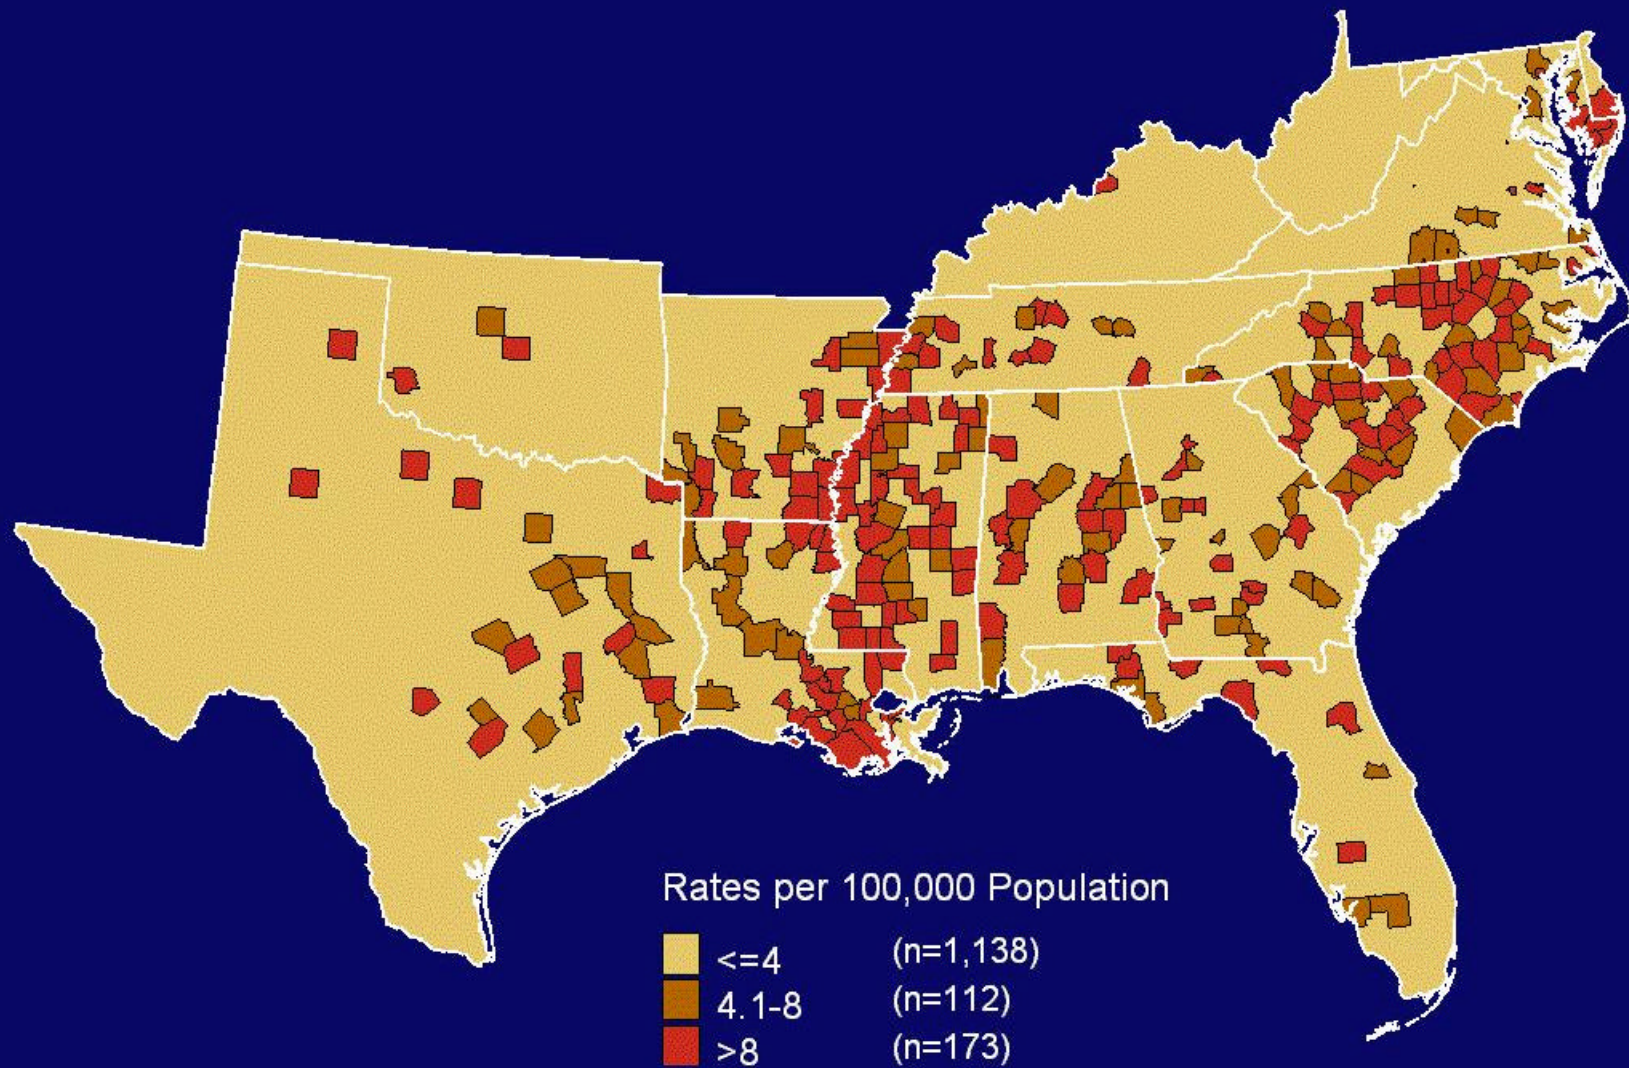 Rates per 100,000 Population
<=4 (n=1,138)
4.1-8 (n=112)
>8 (n=173)